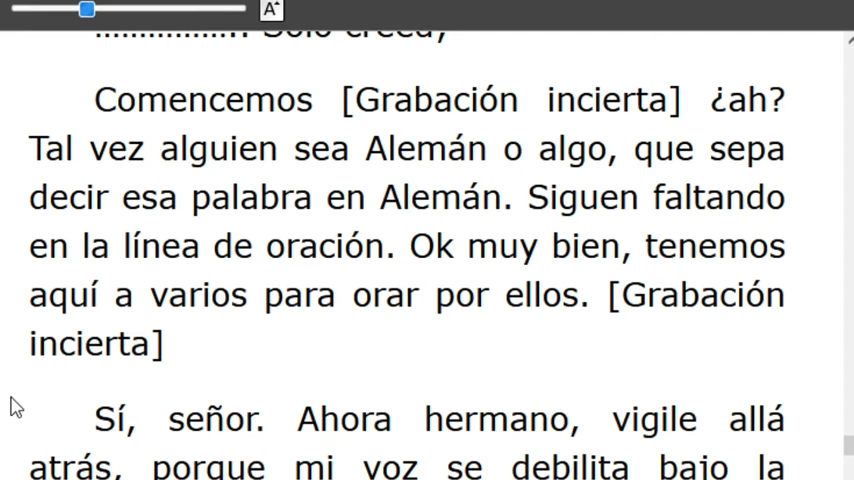 A
................. Solo creed,
Comencemos [Grabación incierta] ¿ah?
Tal vez alguien sea Alemán o algo, que sepa
decir esa palabra en Alemán. Siguen faltando
en la línea de oración. Ok muy bien, tenemos
aquí a varios para orar por ellos. [Grabación
incierta]
Sí, señor. Ahora hermano, vigile allá
atrás, porque mi voz se debilita bajo la